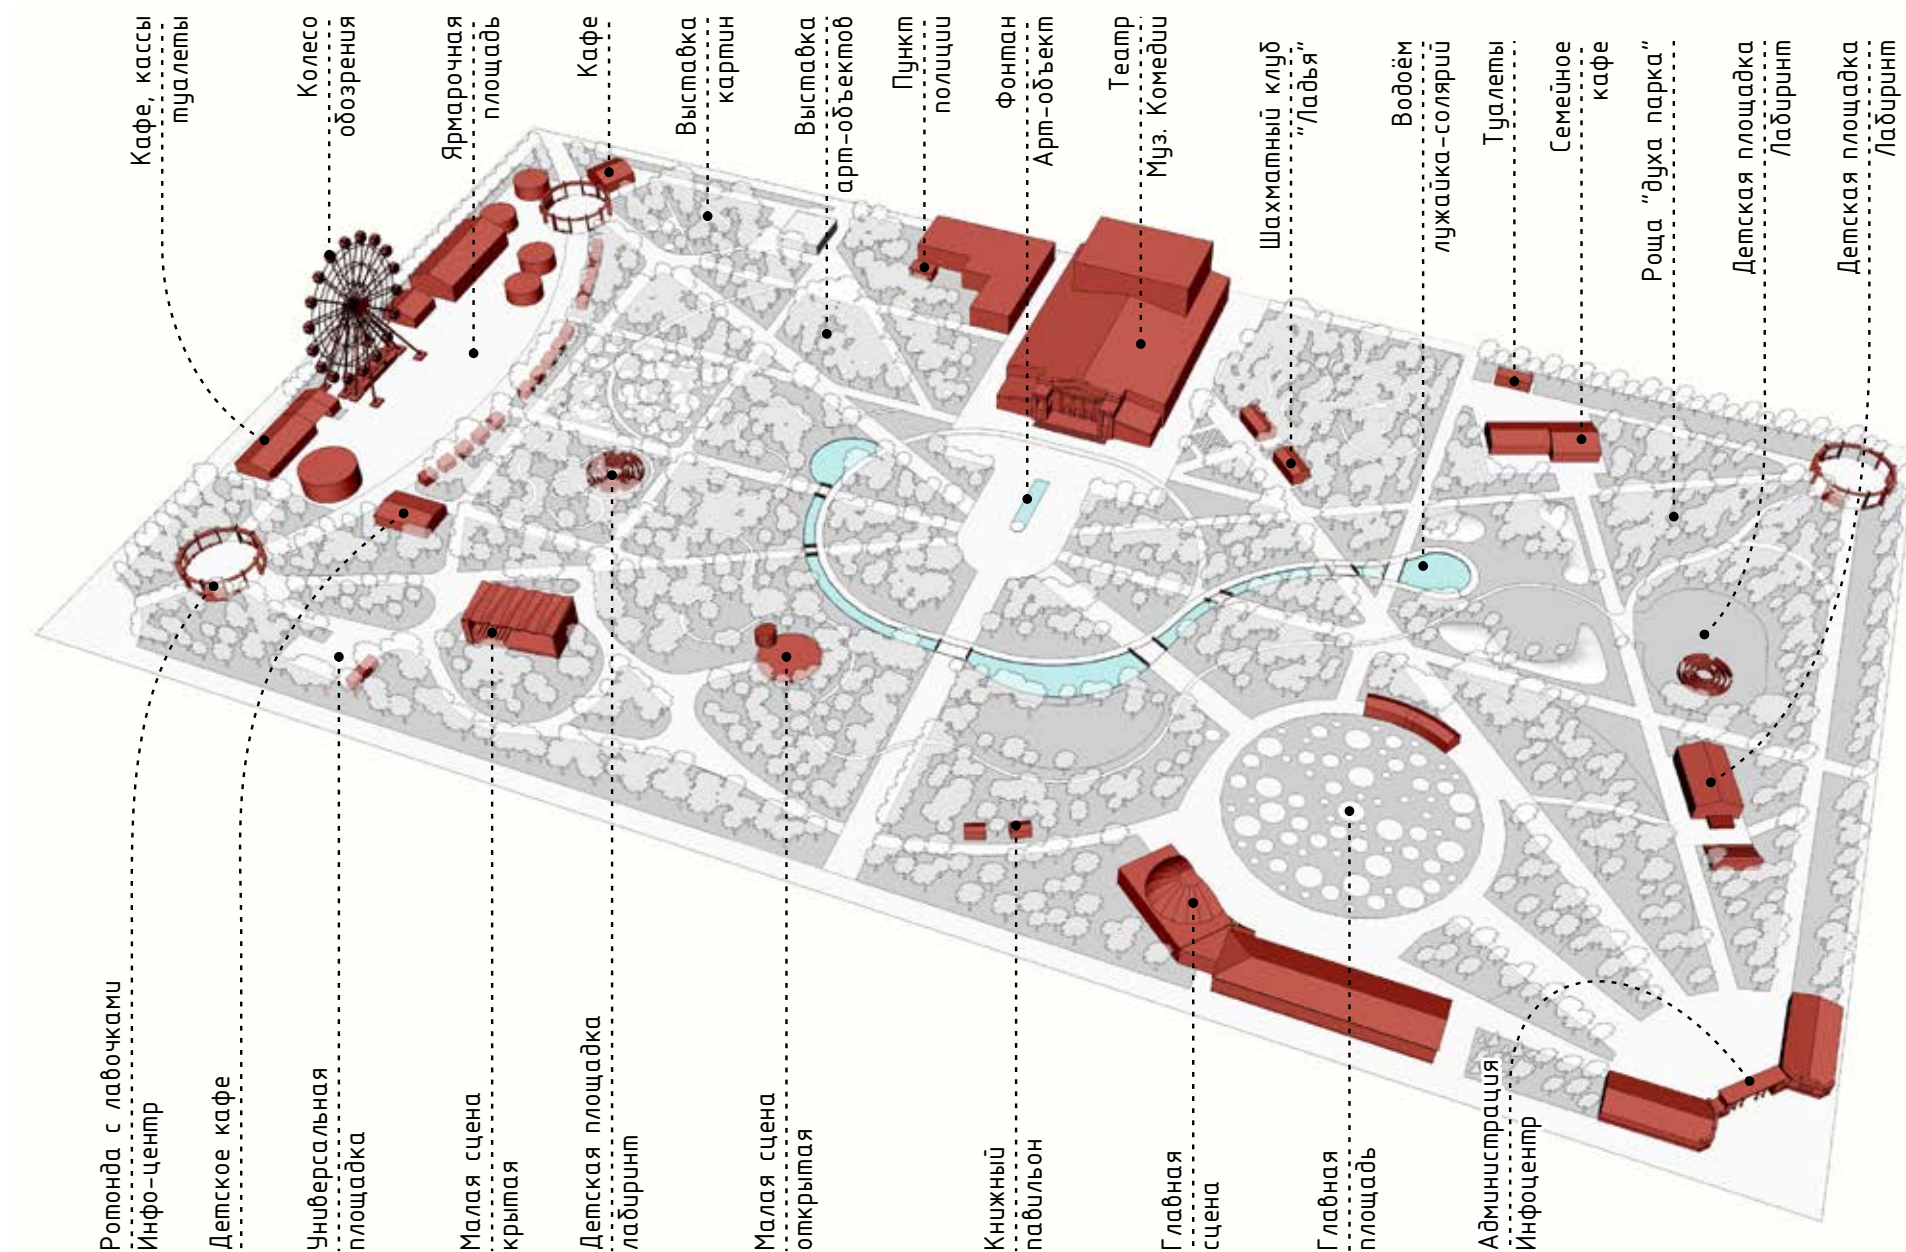 Кафе, кассы
туалеты
Колесо
обозрения
Ярмарочная
площадь
Кафе
Выставка
картин
Выставка
арт-объектов
Пункт
полиции
Фонтан
Арт-объект
Театр
Муз. Комедии
Шахматный клуб
"Ладья"
Водоём
лужайка-солярий
Туалеты
Семейное
кафе
Роща "духа парка"
Детская площадка
Лабиринт
Детская площадка
Лабиринт
Ротонда с лавочками
Инфо-центр
Детское кафе
Универсальная
площадка
Малая сцена
крытая
Детская площадка
лабиринт
Малая сцена
открытая
Книжный
павильон
Главная
сцена
Главная
площадь
Администрация
Инфоцентр